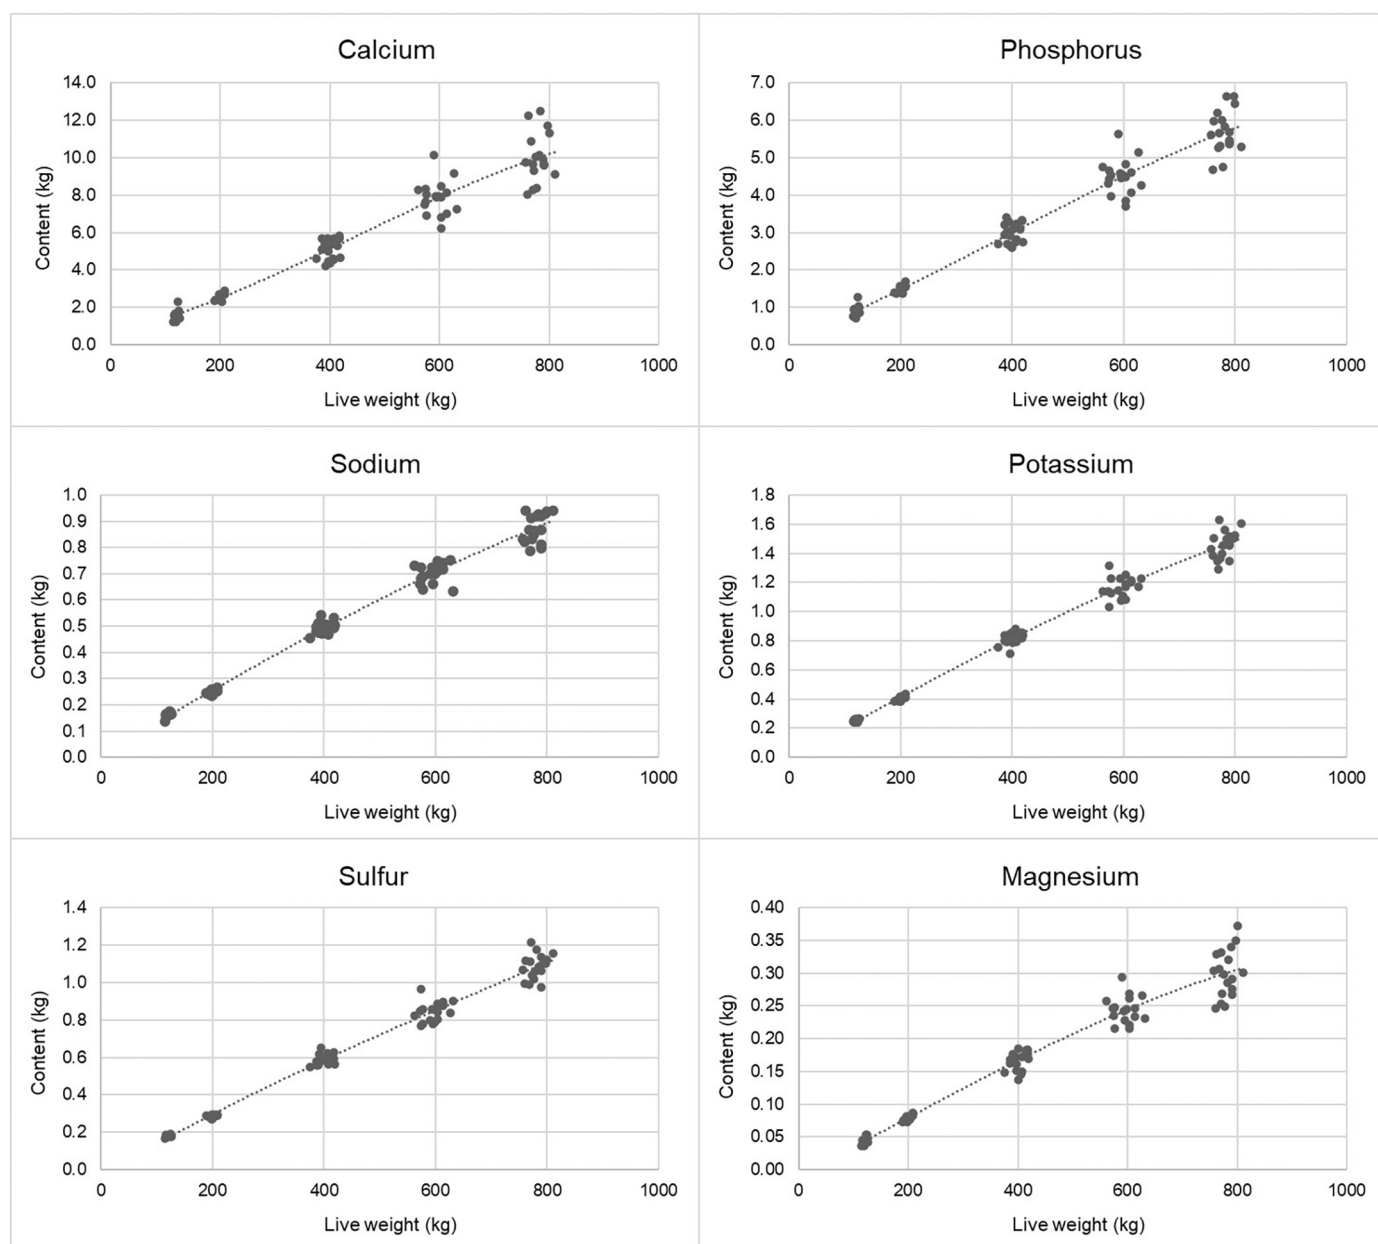 Calcium
Content (kg)
14.0
12.0
10.0
8.0
6.0
4.0
2.0
0.0
0 200 400 600 800 1000
Live weight (kg)
Phosphorus
Content (kg)
7.0
6.0
5.0
4.0
3.0
2.0
1.0
0.0
0 200 400 600 800 1000
Live weight (kg)
Sodium
Content (kg)
1.0
0.9
0.8
0.7
0.6
0.5
0.4
0.3
0.2
0.1
0.0
0 200 400 600 800 1000
Live weight (kg)
Potassium
Content (kg)
1.8
1.6
1.4
1.2
1.0
0.8
0.6
0.4
0.2
0.0
0 200 400 600 800 1000
Live weight (kg)
Sulfur
Content (kg)
1.4
1.2
1.0
0.8
0.6
0.4
0.2
0.0
0 200 400 600 800 1000
Live weight (kg)
Magnesium
Content (kg)
0.40
0.35
0.30
0.25
0.20
0.15
0.10
0.05
0.00
0 200 400 600 800 1000
Live weight (kg)